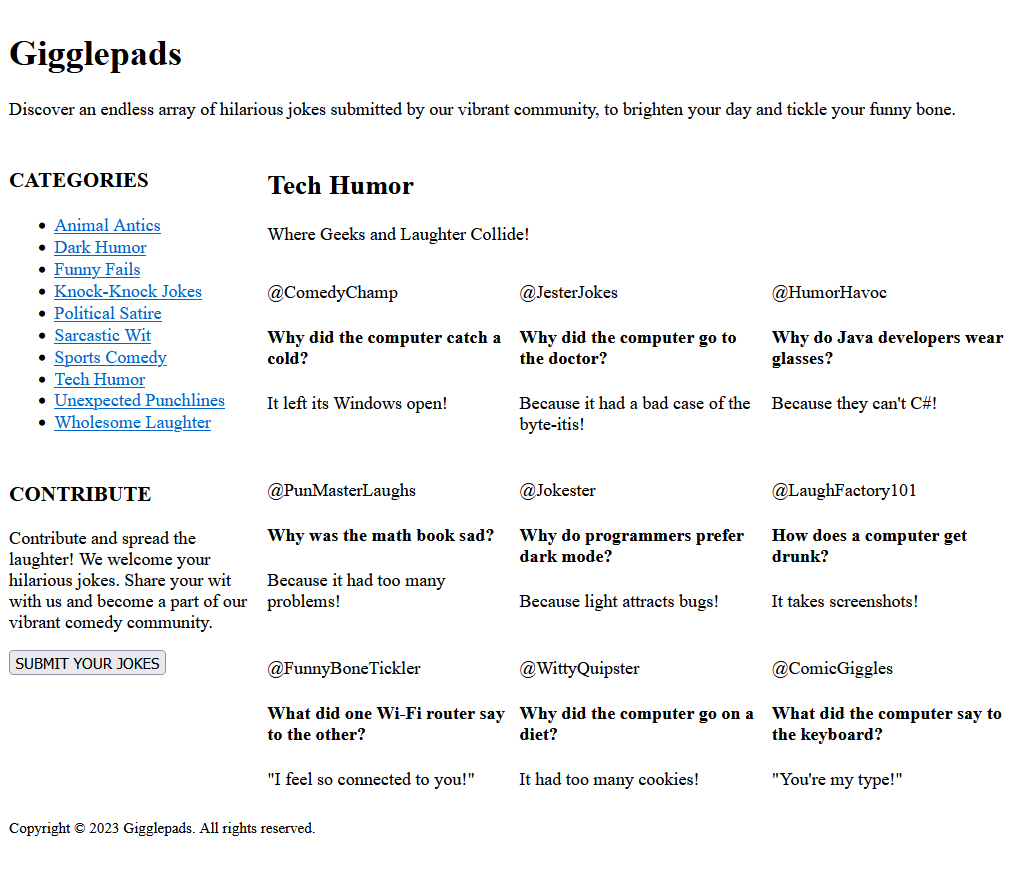 Gigglepads
Discover an endless array of hilarious jokes submitted by our vibrant community, to brighten your day and tickle your funny bone.
CATEGORIES
Animal Antics
Dark Humor
Funny Fails
Knock-Knock Jokes
Political Satire
Sarcastic Wit
Sports Comedy
Tech Humor
Unexpected Punchlines
Wholesome Laughter
CONTRIBUTE
Contribute and spread the
laughter! We welcome your
hilarious jokes. Share your wit
with us and become a part of our
vibrant comedy community.
SUBMIT YOUR JOKES
Tech Humor
Where Geeks and Laughter Collide!
@ComedyChamp
Why did the computer catch a
cold?
It left its Windows open!
@JesterJokes
Why did the computer go to
the doctor?
Because it had a bad case of the
byte-itis!
@HumorHavoc
Why do Java developers wear
glasses?
Because they can't C#!
@PunMasterLaughs
Why was the math book sad?
Because it had too many
problems!
@Jokester
Why do programmers prefer
dark mode?
Because light attracts bugs!
@LaughFactory101
How does a computer get
drunk?
It takes screenshots!
@FunnyBoneTickler
What did one Wi-Fi router say
to the other?
"I feel so connected to you!"
@WittyQuipster
Why did the computer go on a
diet?
It had too many cookies!
@ComicGiggles
What did the computer say to
the keyboard?
"You're my type!"
Copyright © 2023 Gigglepads. All rights reserved.